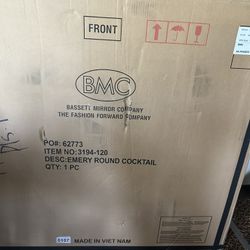 FRONT
BMC
BASSETT MIRROR COMPANY
THE FASHION FORWARD COMPANY
PO#: 62773
ITEM NO: 3194-120
DESC: EMERY ROUND COCKTAIL
QTY: 1 PC
0107 MADE IN VIET NAM